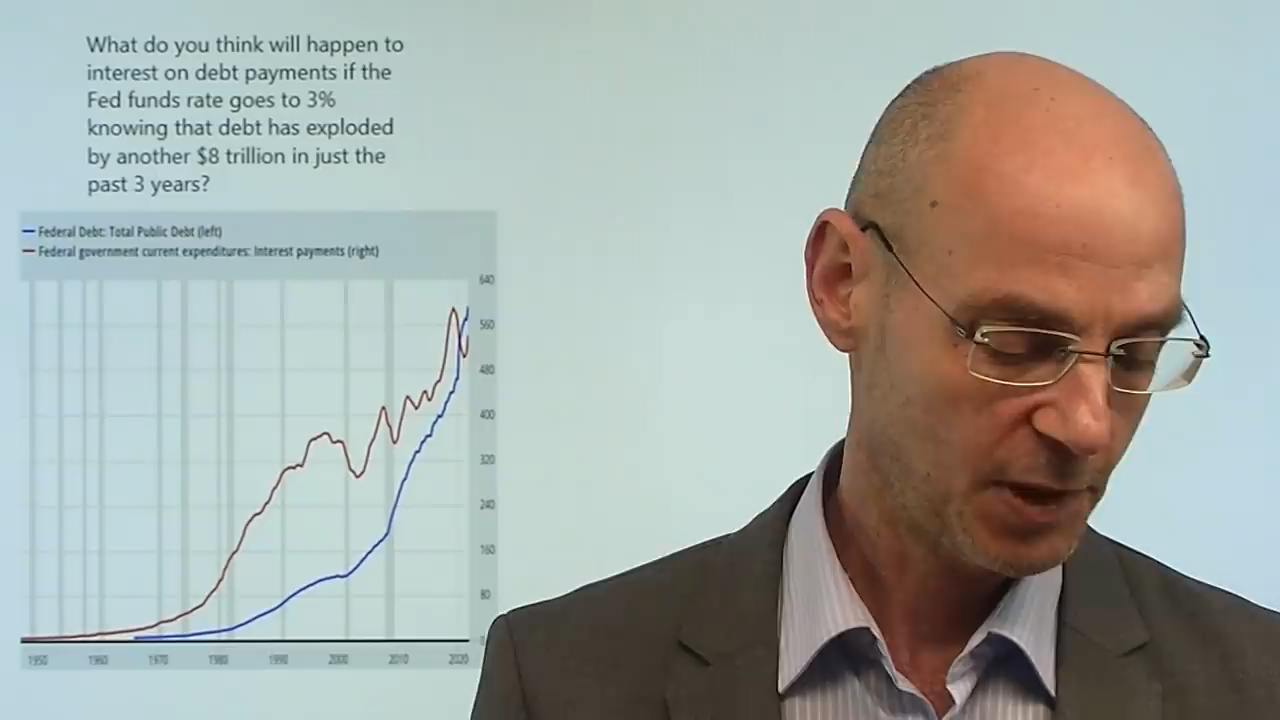 What do you think will happen to
interest on debt payments if the
Fed funds rate goes to 3%
knowing that debt has exploded
by another $8 trillion in just the
past 3 years?
Federal Debt: Total Public Debt (left)
Federal government current expenditures: Interest payments (right)
640
560
480
400
320
240
160
80
0
1950 1960 1970 1980 1990 2000 2010 2020